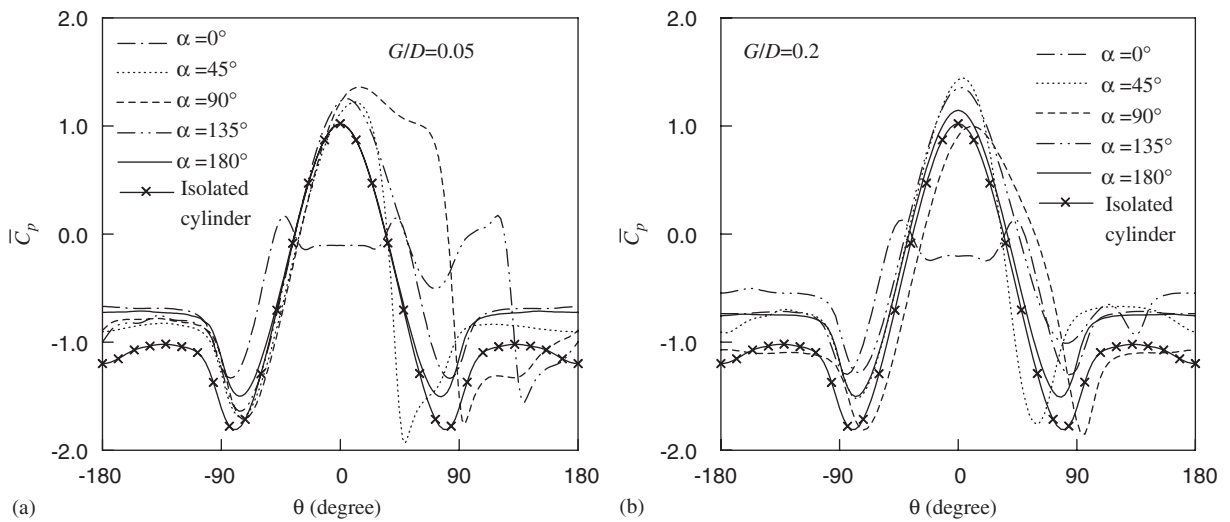 2.0
1.0
0.0
-1.0
-2.0
C̅p
-180
-90
0
90
180
θ (degree)
(a)
G/D=0.05
α=0°
α=45°
α=90°
α=135°
α=180°
Isolated
cylinder
2.0
1.0
0.0
-1.0
-2.0
C̅p
-180
-90
0
90
180
θ (degree)
(b)
G/D=0.2
α=0°
α=45°
α=90°
α=135°
α=180°
Isolated
cylinder